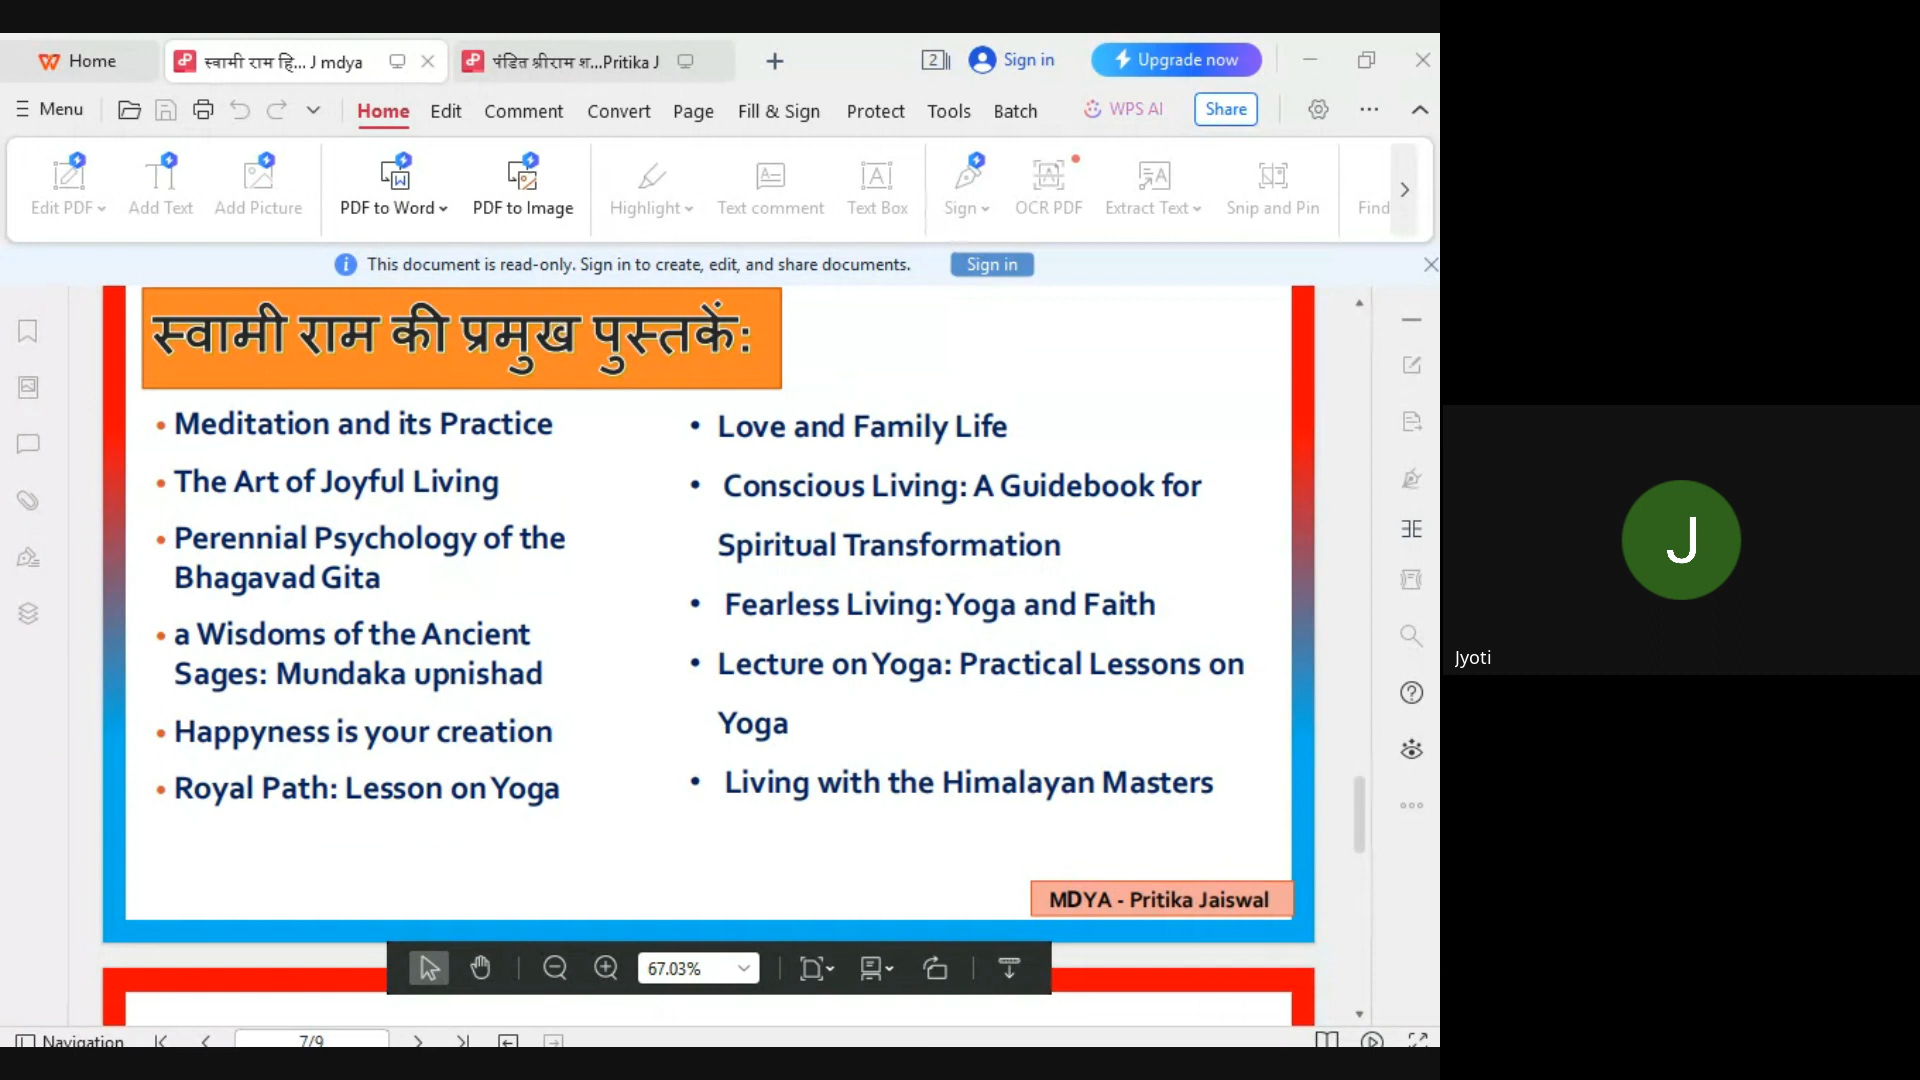 Home
स्वामी राम हि... J mdya
पंडित श्रीराम श...Pritika J
2
Sign in
Upgrade now
Menu
Home
Edit
Comment
Convert
Page
Fill & Sign
Protect
Tools
Batch
WPS AI
Share
Edit PDF
Add Text
Add Picture
PDF to Word
PDF to Image
Highlight
Text comment
Text Box
Sign
OCR PDF
Extract Text
Snip and Pin
Find
This document is read-only. Sign in to create, edit, and share documents.
Sign in
स्वामी राम की प्रमुख पुस्तकें:
• Meditation and its Practice
• The Art of Joyful Living
• Perennial Psychology of the
Bhagavad Gita
• a Wisdoms of the Ancient
Sages: Mundaka upnishad
• Happyness is your creation
• Royal Path: Lesson on Yoga
• Love and Family Life
• Conscious Living: A Guidebook for
Spiritual Transformation
• Fearless Living: Yoga and Faith
• Lecture on Yoga: Practical Lessons on
Yoga
• Living with the Himalayan Masters
MDYA - Pritika Jaiswal
67.03%
Navigation
7/9
J
Jyoti